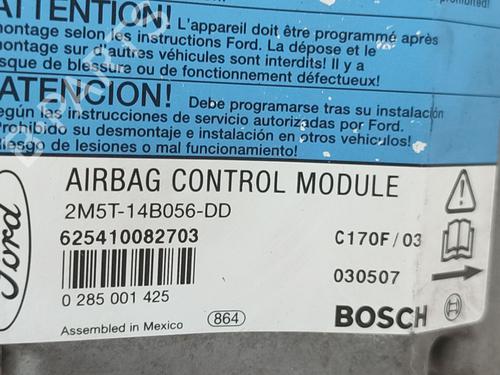 ATTENTION!
prohibited!
ATTENTION! L'appareil doit être programmé après
montage selon les instructions Ford. La dépose et le
montage sur d'autres véhicules sont interdits! Il y a
risque de blessure ou de fonctionnement défectueux!
ATENCION! Debe programarse tras su instalación
según las instrucciones de servicio autorizadas por Ford.
Prohibido su desmontaje e instalación en otros vehículos!
Riesgo de lesiones o mal funcionamiento!
Ford
AIRBAG CONTROL MODULE
2M5T-14B056-DD
625410082703
C170F/03
0 285 001 425
030507
Assembled in Mexico
864
BOSCH